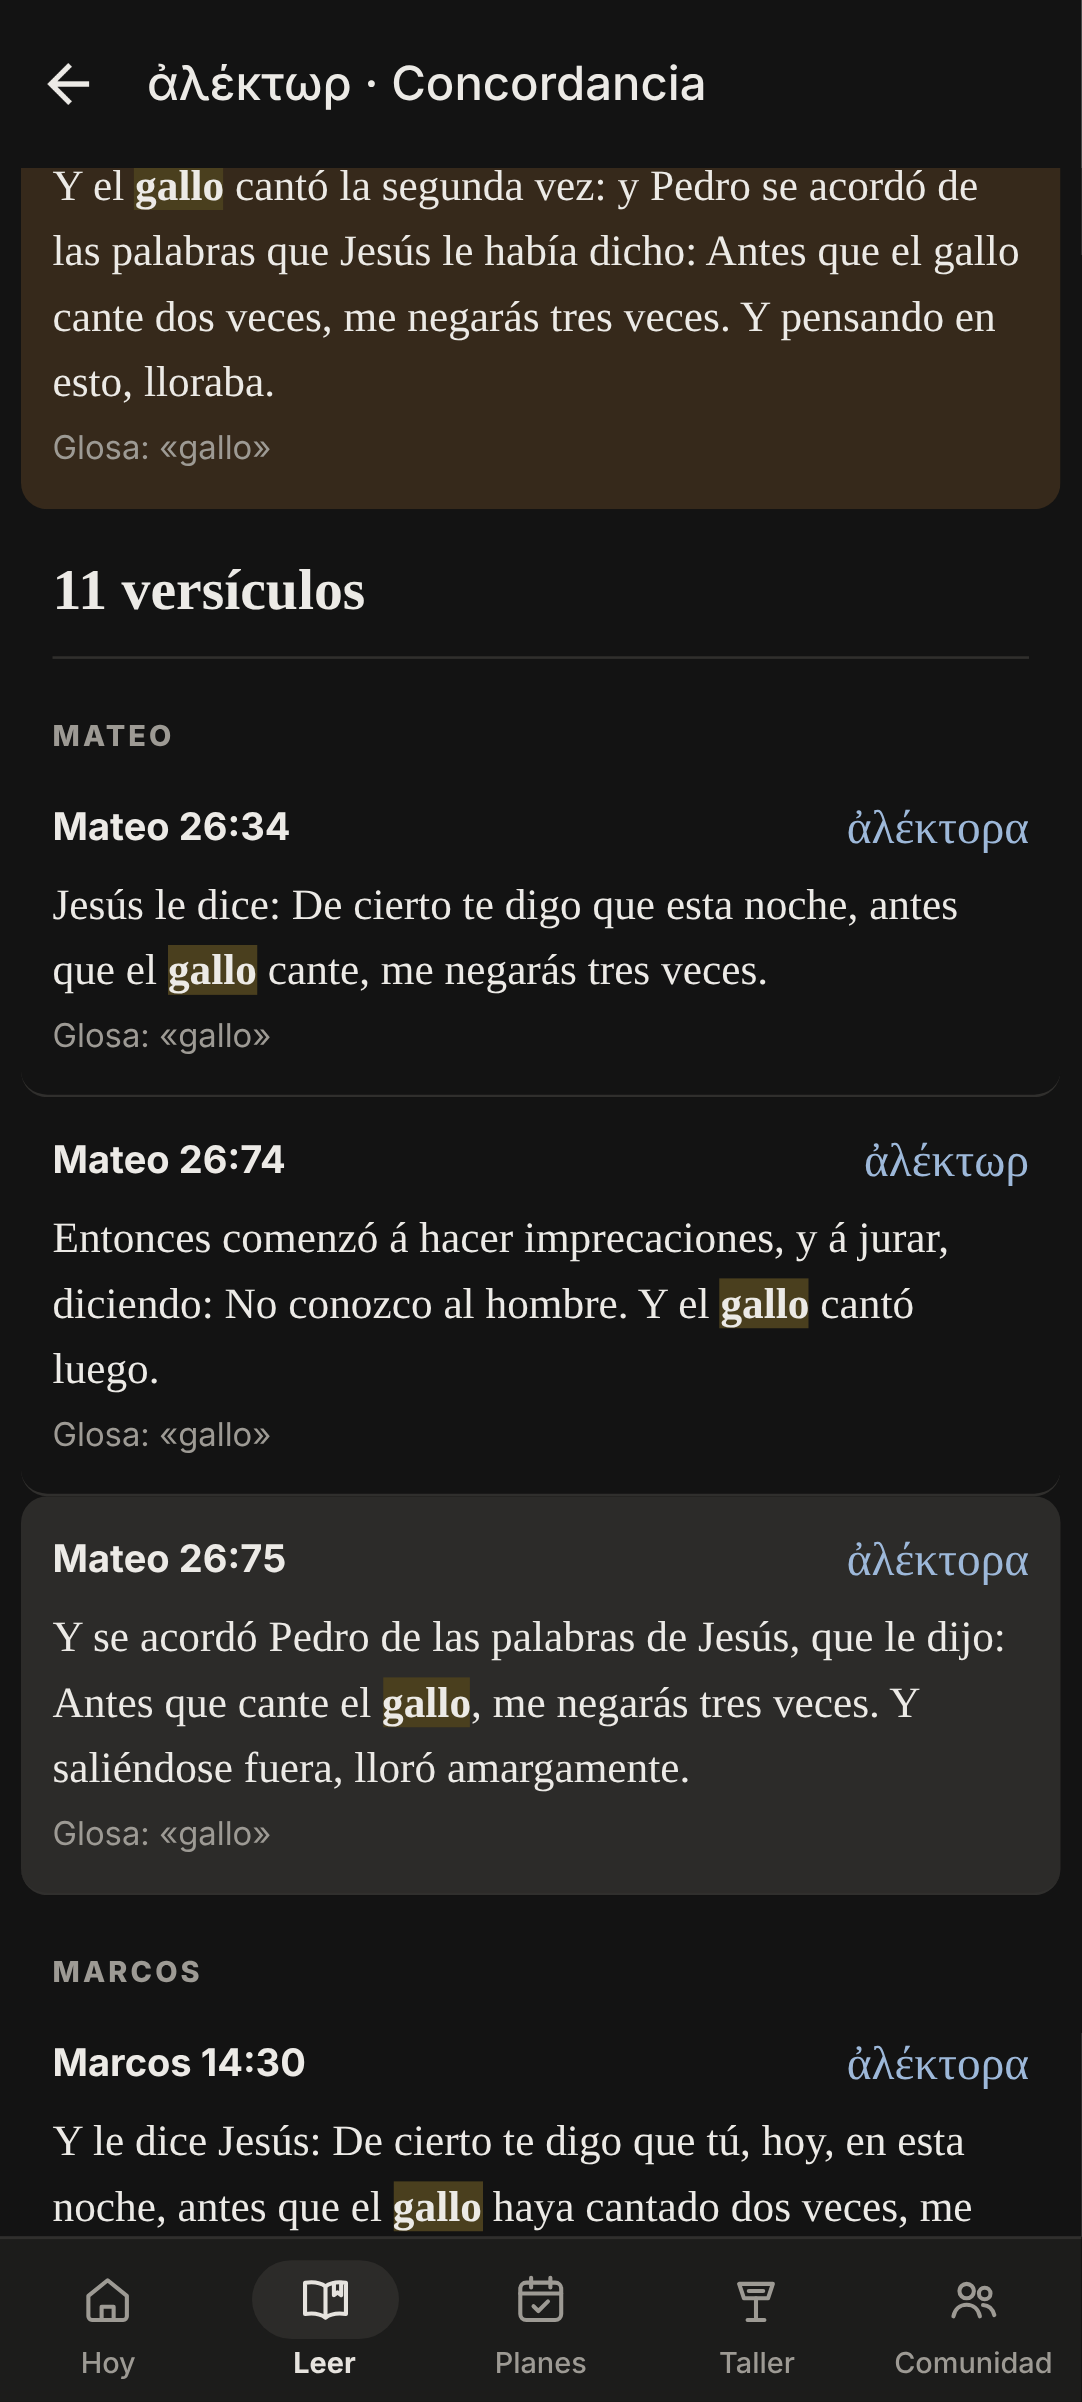 ἀλέκτωρ · Concordancia
Y el gallo cantó la segunda vez: y Pedro se acordó de
las palabras que Jesús le había dicho: Antes que el gallo
cante dos veces, me negarás tres veces. Y pensando en
esto, lloraba.
Glosa: «gallo»
11 versículos
MATEO
Mateo 26:34 ἀλέκτορα
Jesús le dice: De cierto te digo que esta noche, antes
que el gallo cante, me negarás tres veces.
Glosa: «gallo»
Mateo 26:74 ἀλέκτωρ
Entonces comenzó á hacer imprecaciones, y á jurar,
diciendo: No conozco al hombre. Y el gallo cantó
luego.
Glosa: «gallo»
Mateo 26:75 ἀλέκτορα
Y se acordó Pedro de las palabras de Jesús, que le dijo:
Antes que cante el gallo, me negarás tres veces. Y
saliéndose fuera, lloró amargamente.
Glosa: «gallo»
MARCOS
Marcos 14:30 ἀλέκτορα
Y le dice Jesús: De cierto te digo que tú, hoy, en esta
noche, antes que el gallo haya cantado dos veces, me
Hoy Leer Planes Taller Comunidad